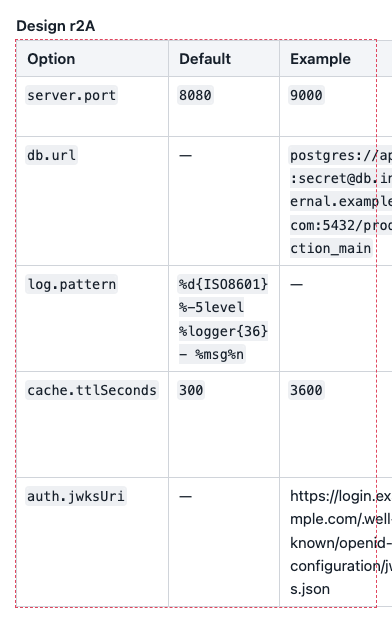 Design r2A
Option Default Example
server.port 8080 9000
db.url — postgres://ap
:secret@db.in
ernal.example
com:5432/prod
ction_main
log.pattern %d{ISO8601} —
%-5level
%logger{36}
- %msg%n
cache.ttlSeconds 300 3600
auth.jwksUri — https://login.ex
mple.com/.well-
known/openid-
configuration/jw
s.json